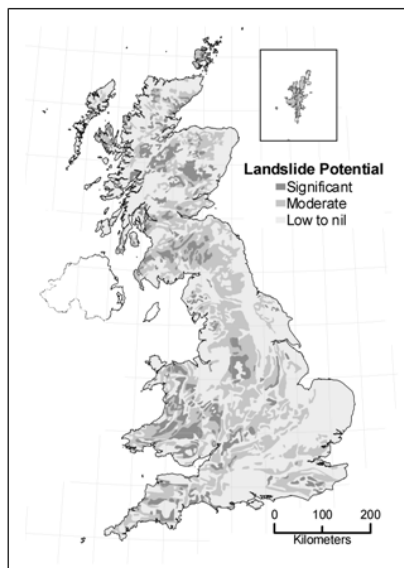 Landslide Potential
Significant
Moderate
Low to nil
0 100 200
Kilometers